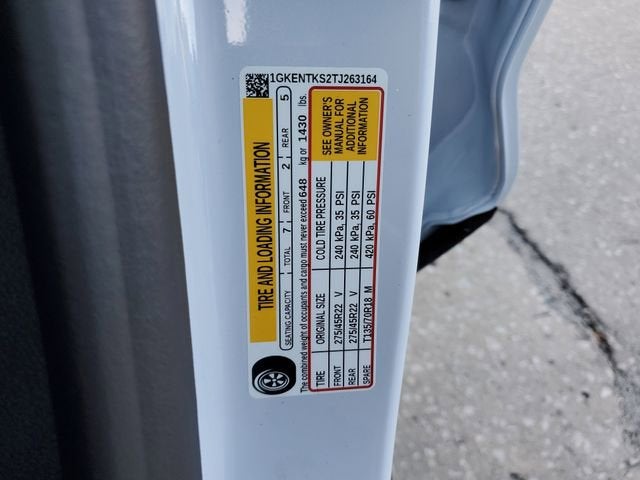 1GKENTKS2TJ263164
TIRE AND LOADING INFORMATION
SEATING CAPACITY TOTAL 7 FRONT 2 REAR 5
The combined weight of occupants and cargo must never exceed 648 kg or 1430 lbs.
TIRE ORIGINAL SIZE COLD TIRE PRESSURE
FRONT 275/45R22 V 240 kPa, 35 PSI
REAR 275/45R22 V 240 kPa, 35 PSI
SPARE T135/70R18 M 420 kPa, 60 PSI
SEE OWNER'S
MANUAL FOR
ADDITIONAL
INFORMATION